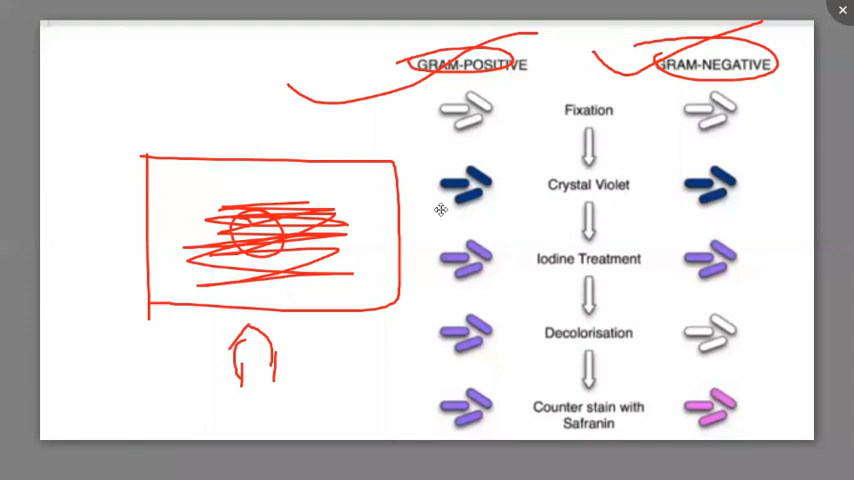 GRAM-POSITIVE
GRAM-NEGATIVE
Fixation
Crystal Violet
Iodine Treatment
Decolorisation
Counter stain with
Safranin